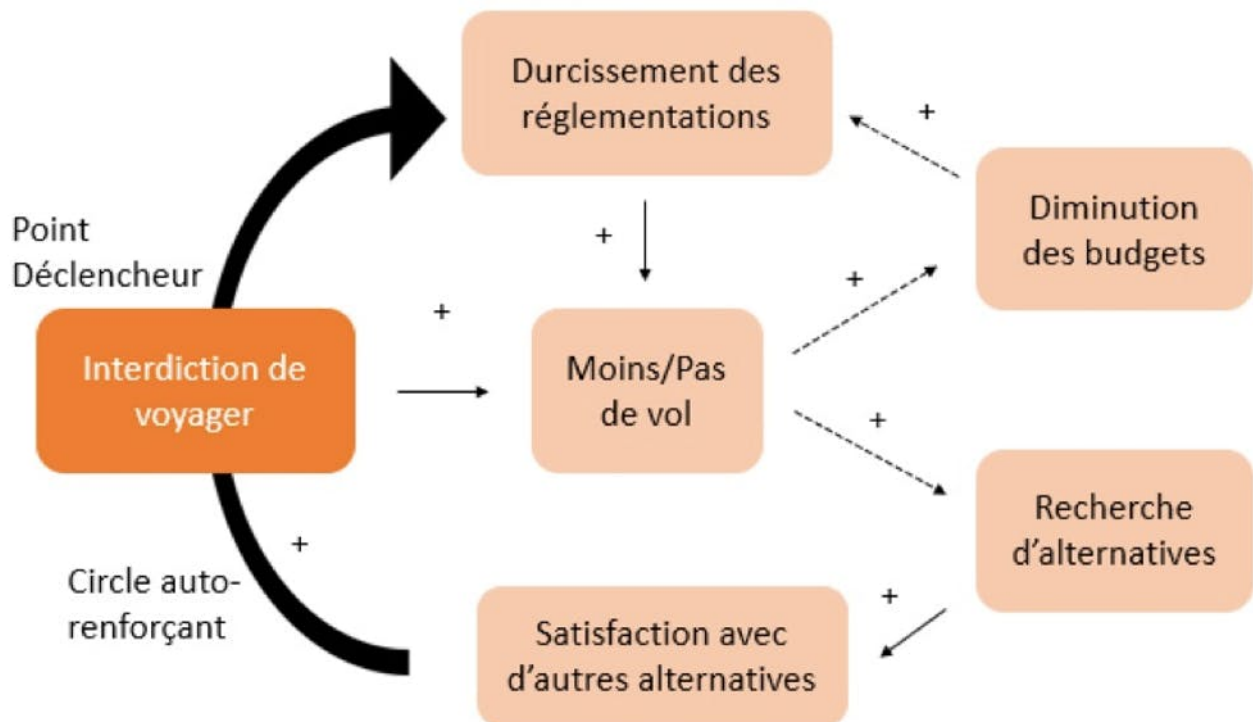 Durcissement des
réglementations
+
Diminution
des budgets
Point
Déclencheur
+
+
+
Interdiction de
voyager
Moins/Pas
de vol
+
Recherche
d'alternatives
+
Circle auto-
renforçant
+
Satisfaction avec
d'autres alternatives